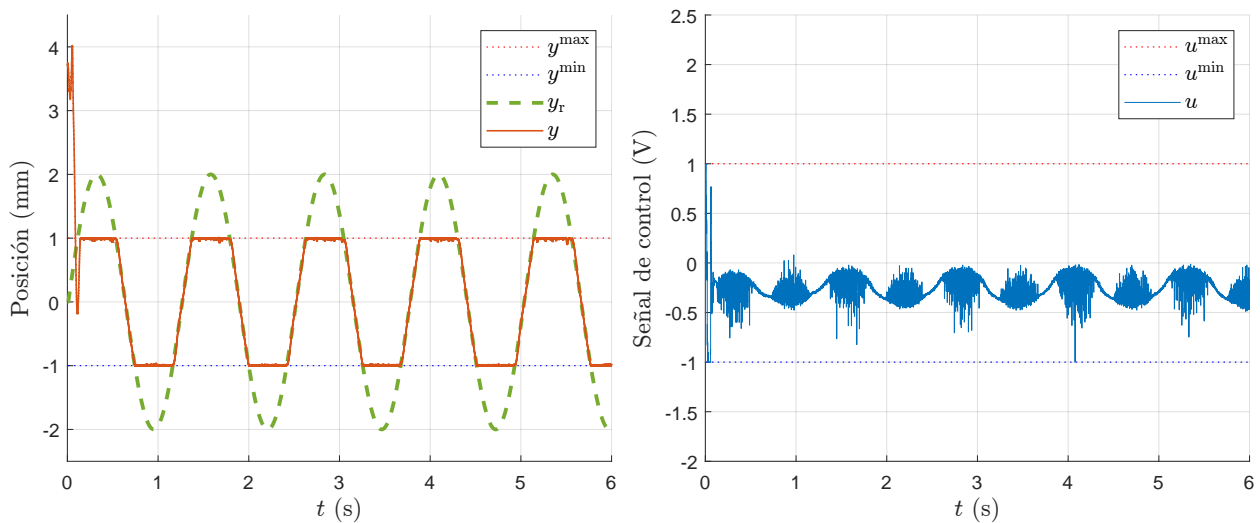 Posición (mm)
4
3
2
1
0
-1
-2
0 1 2 3 4 5 6
t (s)
y^max
y^min
y_r
y
Señal de control (V)
2.5
2
1.5
1
0.5
0
-0.5
-1
-1.5
-2
0 1 2 3 4 5 6
t (s)
u^max
u^min
u